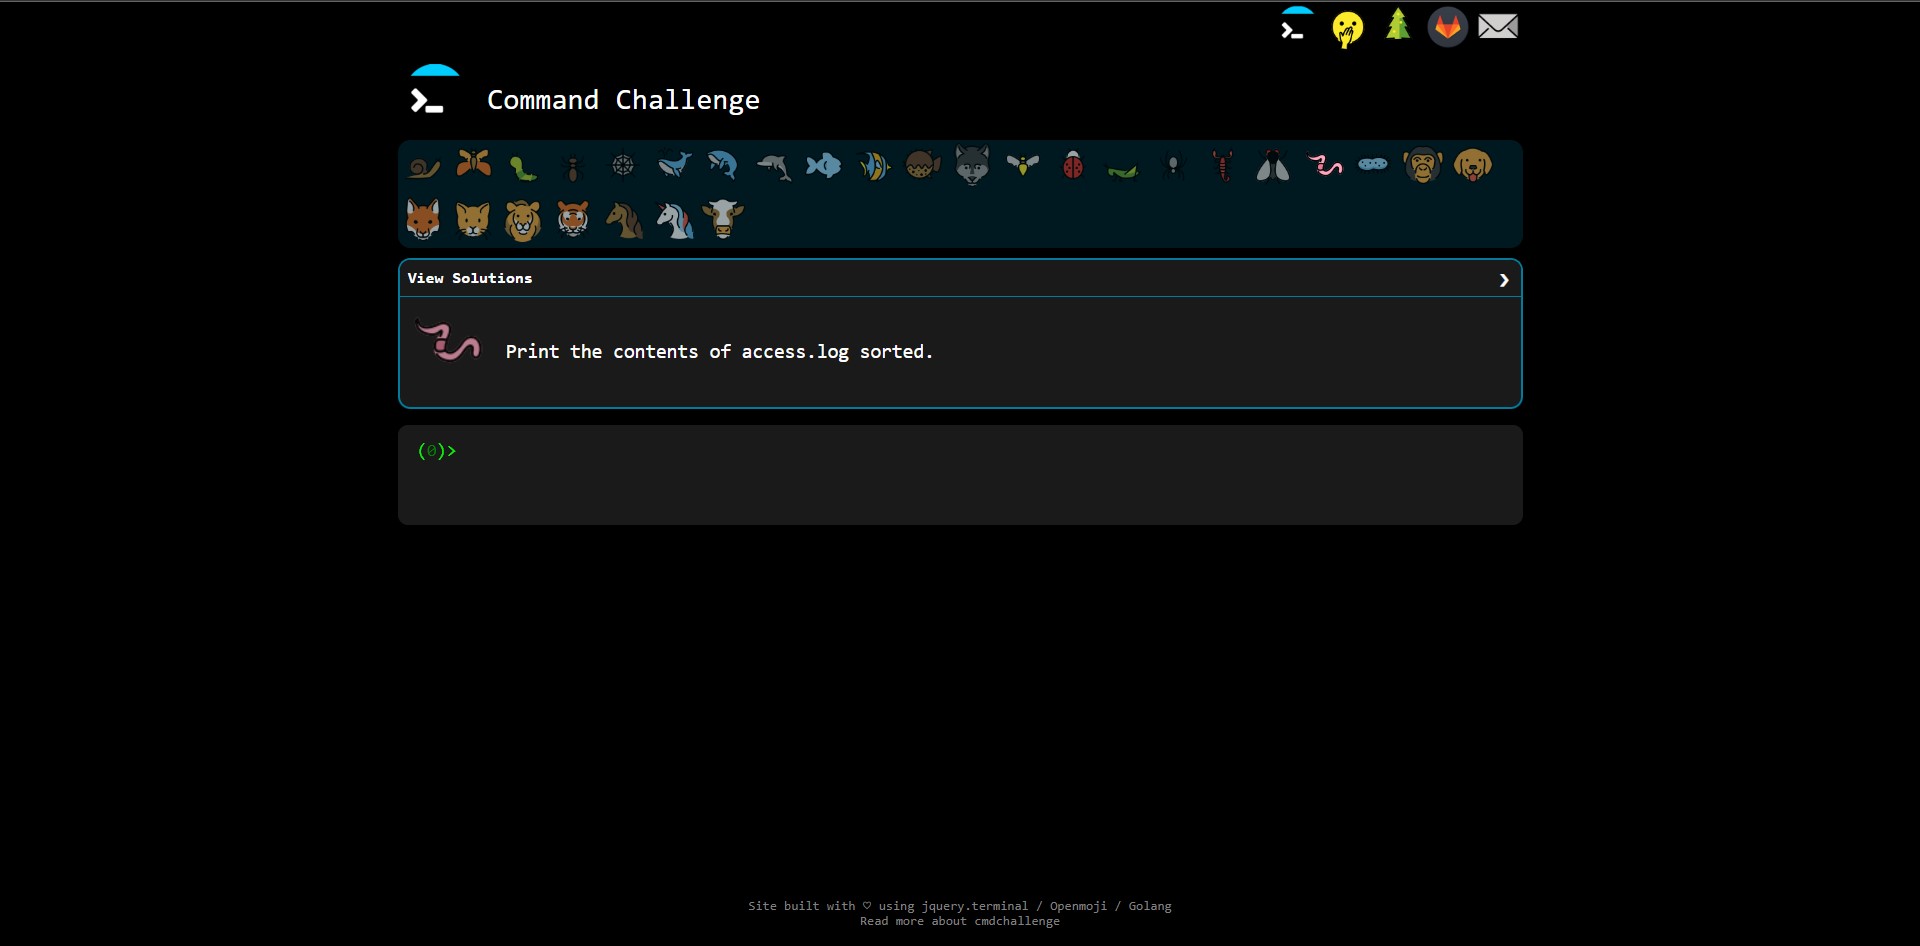 Command Challenge
View Solutions
Print the contents of access.log sorted.
(0)>
Site built with ♡ using jquery.terminal / Openmoji / Golang
Read more about cmdchallenge